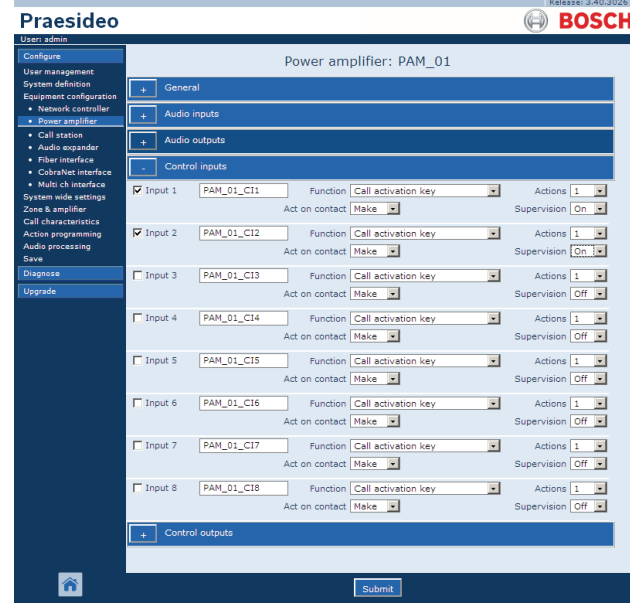 Release: 3.40.3026
Praesideo
BOSCH
User: admin
Configure
User management
System definition
Equipment configuration
• Network controller
• Power amplifier
• Call station
• Audio expander
• Fiber interface
• CobraNet interface
• Multi ch interface
System wide settings
Zone & amplifier
Call characteristics
Action programming
Audio processing
Save
Diagnose
Upgrade
Power amplifier: PAM_01
+ General
+ Audio inputs
+ Audio outputs
- Control inputs
Input 1 PAM_01_CI1 Function Call activation key Actions 1
Act on contact Make Supervision On
Input 2 PAM_01_CI2 Function Call activation key Actions 1
Act on contact Make Supervision On
Input 3 PAM_01_CI3 Function Call activation key Actions 1
Act on contact Make Supervision Off
Input 4 PAM_01_CI4 Function Call activation key Actions 1
Act on contact Make Supervision Off
Input 5 PAM_01_CI5 Function Call activation key Actions 1
Act on contact Make Supervision Off
Input 6 PAM_01_CI6 Function Call activation key Actions 1
Act on contact Make Supervision Off
Input 7 PAM_01_CI7 Function Call activation key Actions 1
Act on contact Make Supervision Off
Input 8 PAM_01_CI8 Function Call activation key Actions 1
Act on contact Make Supervision Off
+ Control outputs
Submit